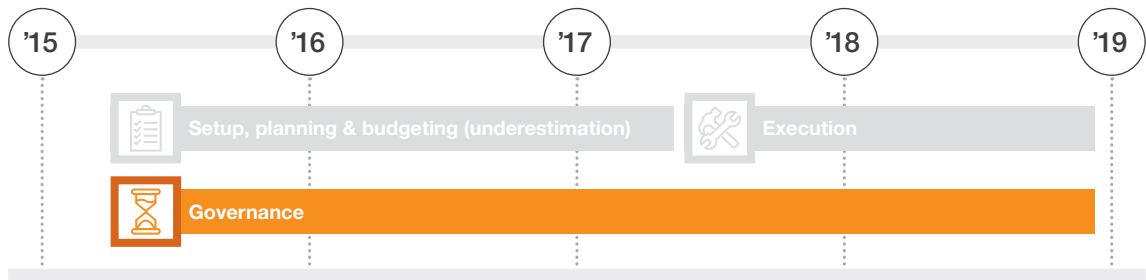 ’15 ’16 ’17 ’18 ’19
Setup, planning & budgeting (underestimation) Execution
Governance